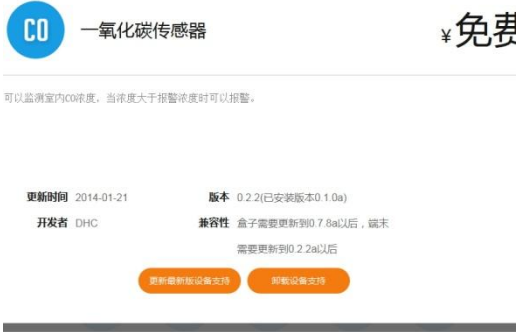 CO 一氧化碳传感器 ¥免费
可以监测室内CO浓度，当浓度大于报警浓度时可以报警。
更新时间 2014-01-21 版本 0.2.2(已安装版本0.1.0a)
开发者 DHC 兼容性 盒子需要更新到0.7.8a以后，端末
需要更新到0.2.2a以后
更新最新版设备支持 卸载设备支持